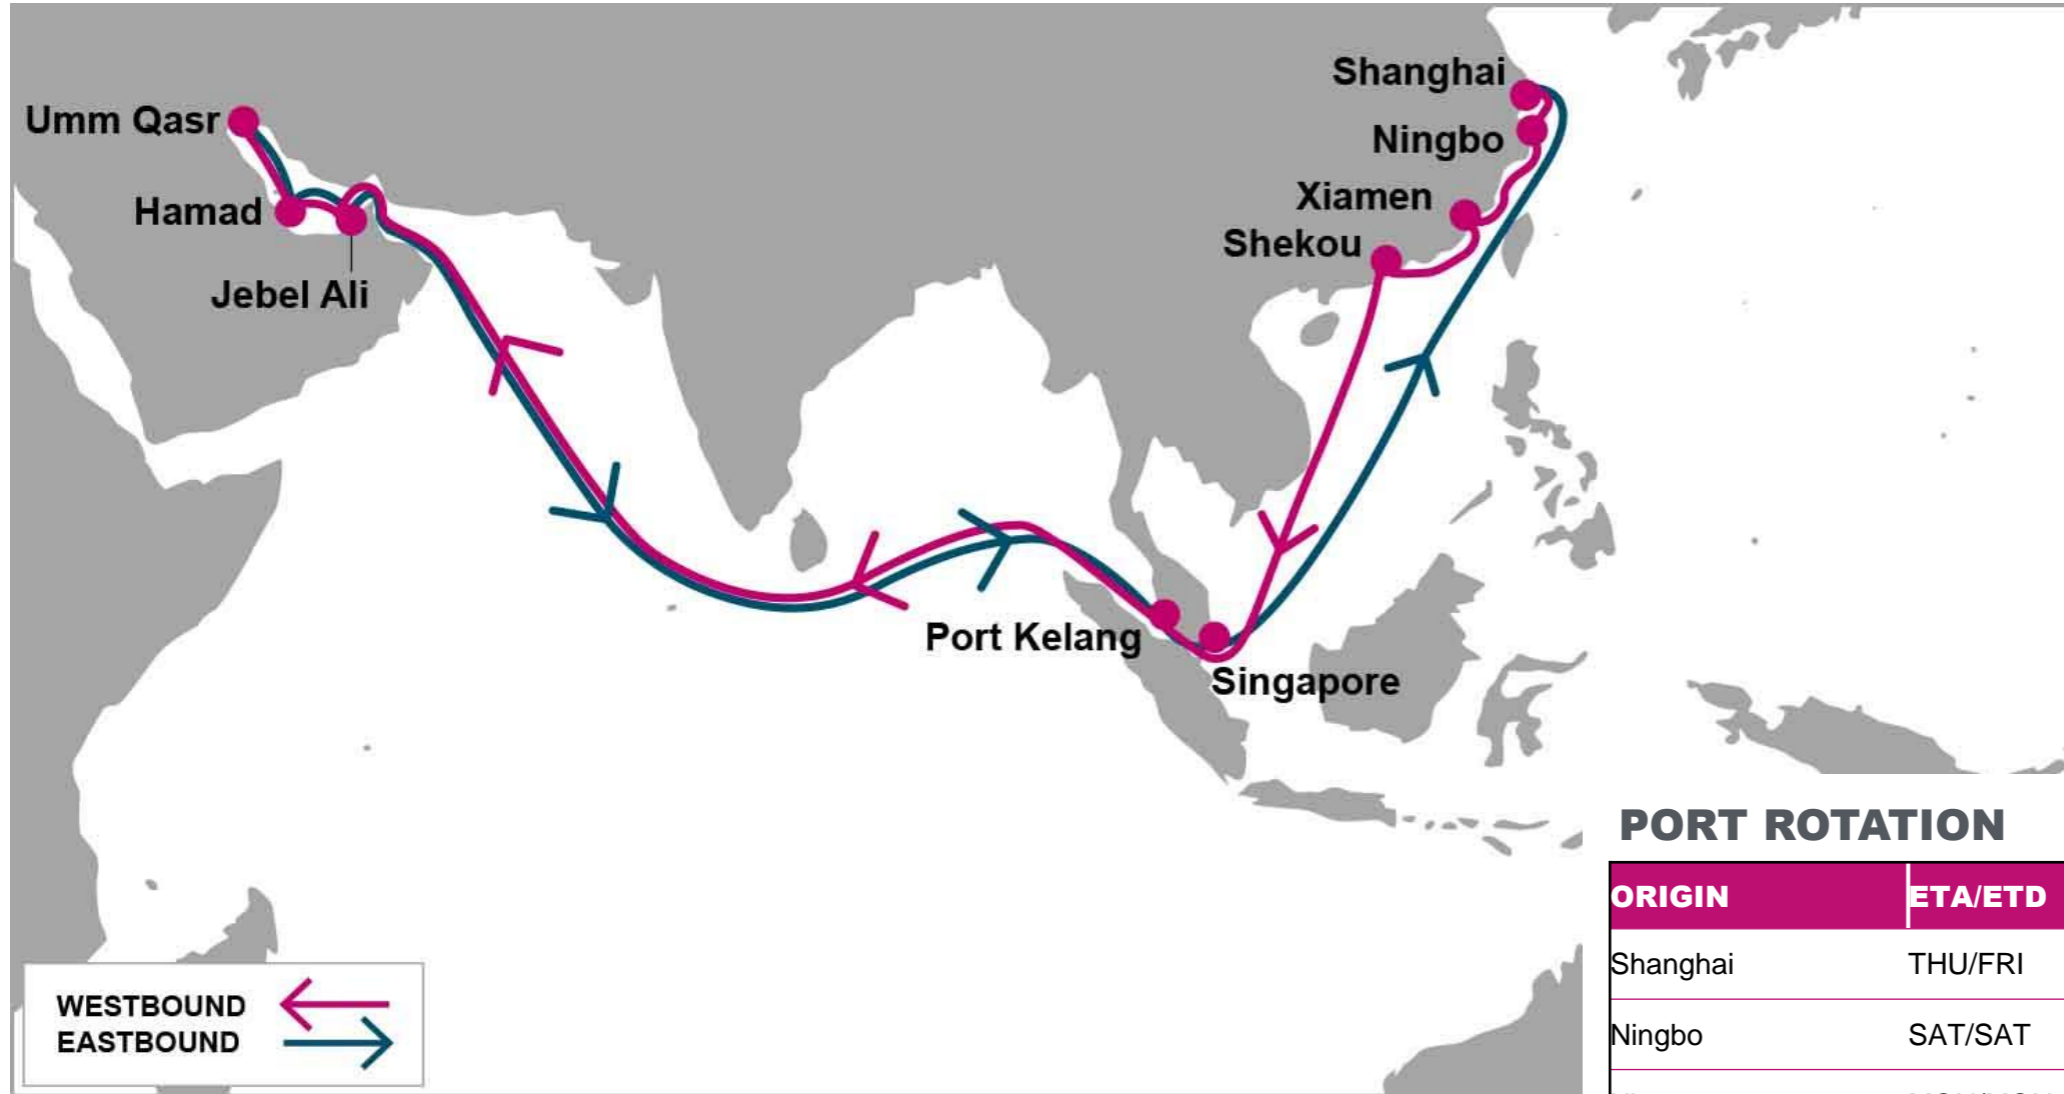 Shanghai
Umm Qasr
Ningbo
Xiamen
Hamad
Shekou
Jebel Ali
Port Kelang
Singapore
PORT ROTATION
ORIGIN ETA/ETD
Shanghai THU/FRI
Ningbo SAT/SAT
WESTBOUND
EASTBOUND